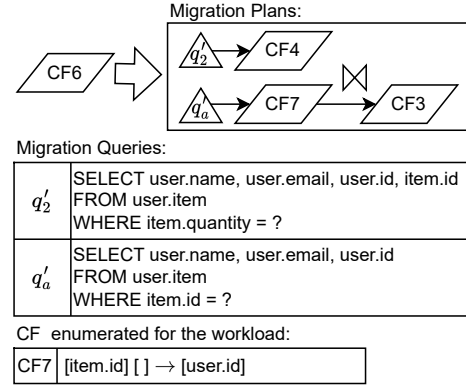 Migration Plans:
CF6
q′2
CF4
q′a
CF7
⋈
CF3
Migration Queries:
q′2
SELECT user.name, user.email, user.id, item.id
FROM user.item
WHERE item.quantity = ?
q′a
SELECT user.name, user.email, user.id
FROM user.item
WHERE item.id = ?
CF enumerated for the workload:
CF7 [item.id] [ ] → [user.id]